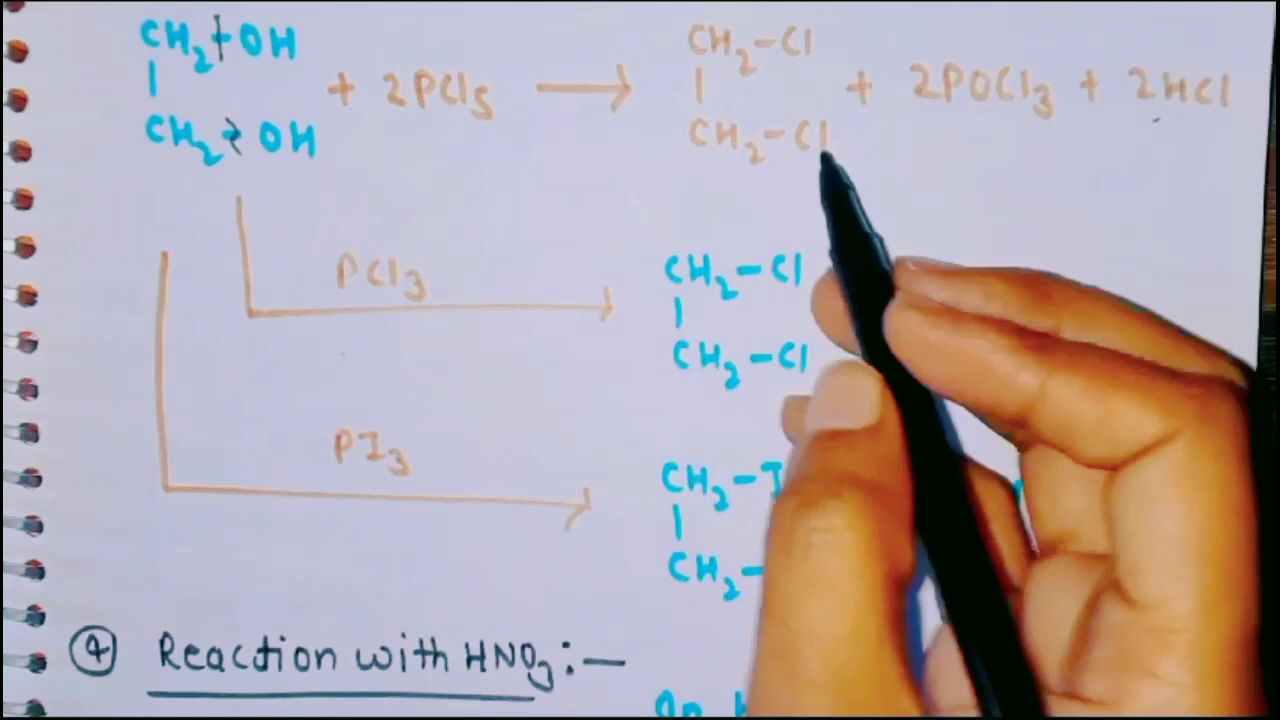 CH₂-OH CH₂-Cl
| + 2PCl₅ ⟶ | + 2POCl₃ + 2HCl
CH₂-OH CH₂-Cl
PCl₃ CH₂-Cl
|
CH₂-Cl
PI₃ CH₂-I
|
CH₂-
④ Reaction with HNO₃:-